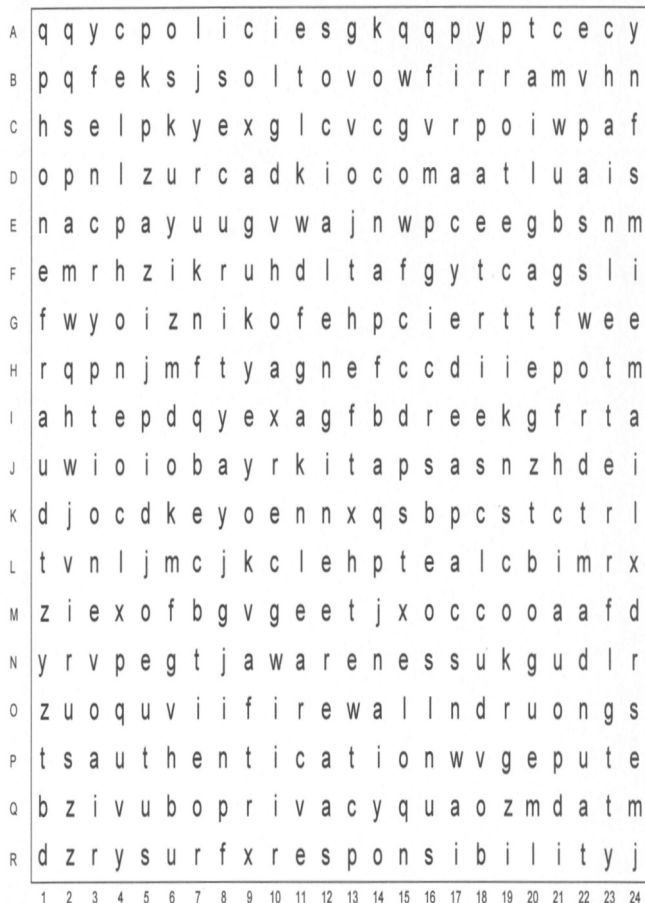 A q q y c p o l i c i e s g k q q p y p t c e c y
B p q f e k s j s o l t o v o w f i r r a m v h n
C h s e l p k y e x g l c v c g v r p o i w p a f
D o p n l z u r c a d k i o c o m a a t l u a i s
E n a c p a y u u g v w a j n w p c e e g b s n m
F e m r h z i k r u h d l t a f g y t c a g s l i
G f w y o i z n i k o f e h p c i e r t t f w e e
H r q p n j m f t y a g n e f c c d i i e p o t m
I a h t e p d q y e x a g f b d r e e k g f r t a
J u w i o i o b a y r k i t a p s a s n z h d e i
K d j o c d k e y o e n n x q s b p c s t c t r l
L t v n l j m c j k c l e h p t e a l c b i m r x
M z i e x o f b g v g e e t j x o c c o o a a f d
N y r v p e g t j a w a r e n e s s u k g u d l r
O z u o q u v i i f i r e w a l l n d r u o n g s
P t s a u t h e n t i c a t i o n w v g e p u t e
Q b z i v u b o p r i v a c y q u a o z m d a t m
R d z r y s u r f x r e s p o n s i b i l i t y j
1 2 3 4 5 6 7 8 9 10 11 12 13 14 15 16 17 18 19 20 21 22 23 24